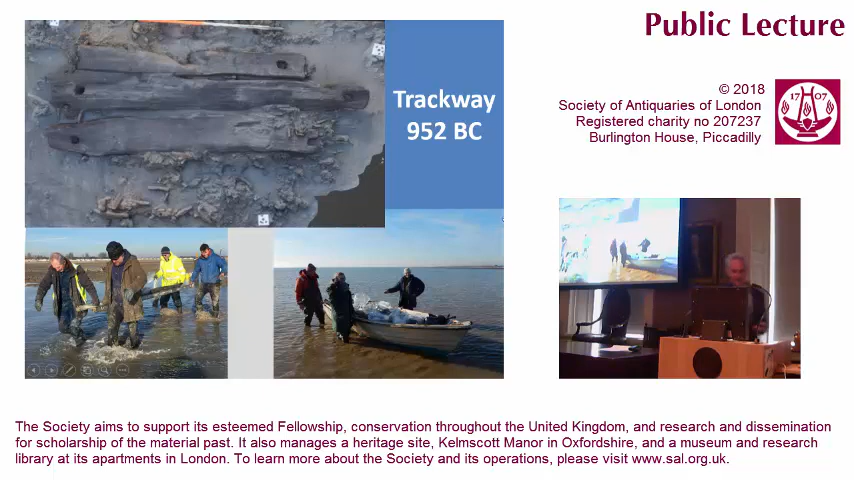 Public Lecture
Trackway
952 BC
© 2018
Society of Antiquaries of London
Registered charity no 207237
Burlington House, Piccadilly
17 07
The Society aims to support its esteemed Fellowship, conservation throughout the United Kingdom, and research and dissemination
for scholarship of the material past. It also manages a heritage site, Kelmscott Manor in Oxfordshire, and a museum and research
library at its apartments in London. To learn more about the Society and its operations, please visit www.sal.org.uk.